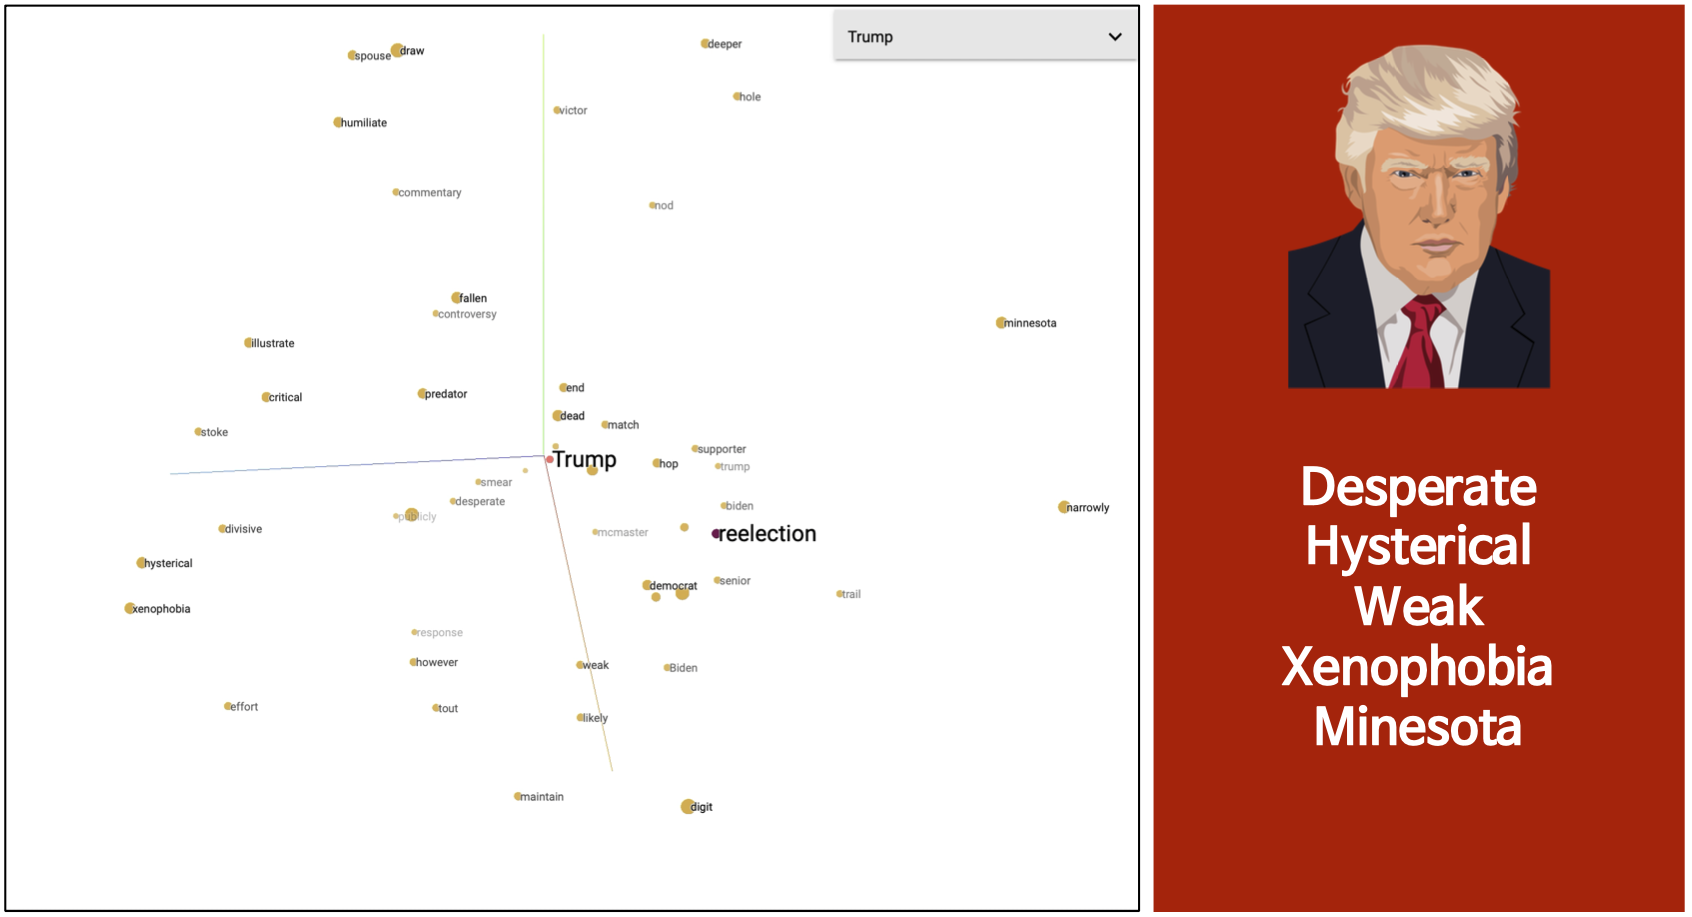 Trump
spouse
draw
deeper
hole
victor
humiliate
commentary
nod
fallen
controversy
minnesota
illustrate
end
predator
critical
dead
match
stoke
supporter
Trump
hop
trump
smear
desperate
biden
narrowly
publicly
divisive
mcmaster
reelection
hysterical
senior
democrat
trail
xenophobia
response
however
weak
Biden
effort
tout
likely
maintain
digit
Desperate
Hysterical
Weak
Xenophobia
Minesota